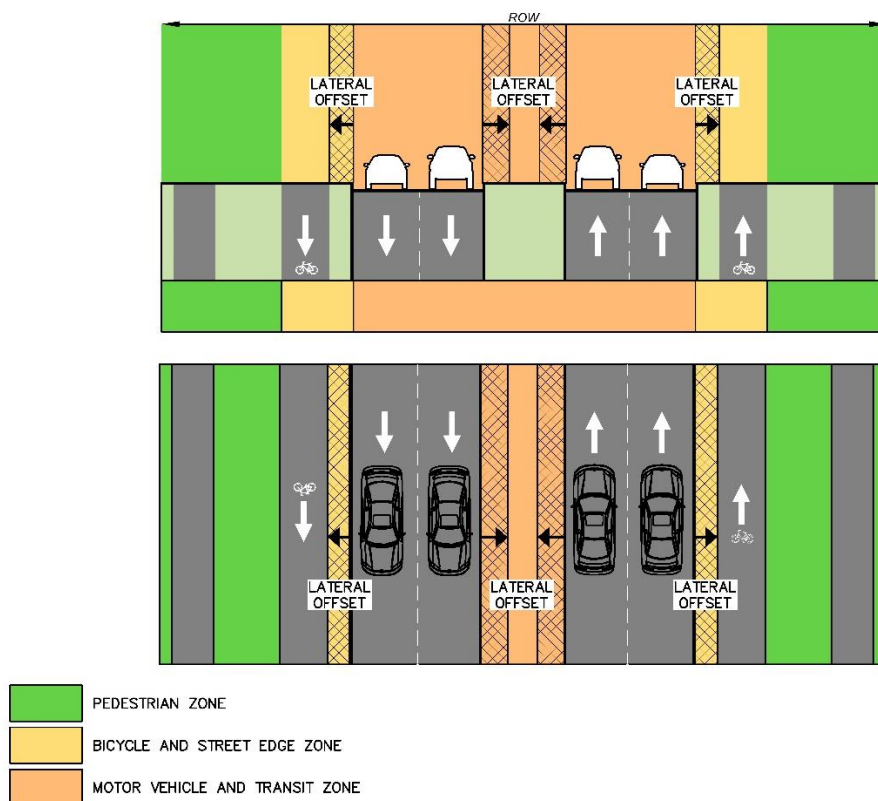 ROW
LATERAL
OFFSET
LATERAL
OFFSET
LATERAL
OFFSET
LATERAL
OFFSET
LATERAL
OFFSET
LATERAL
OFFSET
PEDESTRIAN ZONE
BICYCLE AND STREET EDGE ZONE
MOTOR VEHICLE AND TRANSIT ZONE